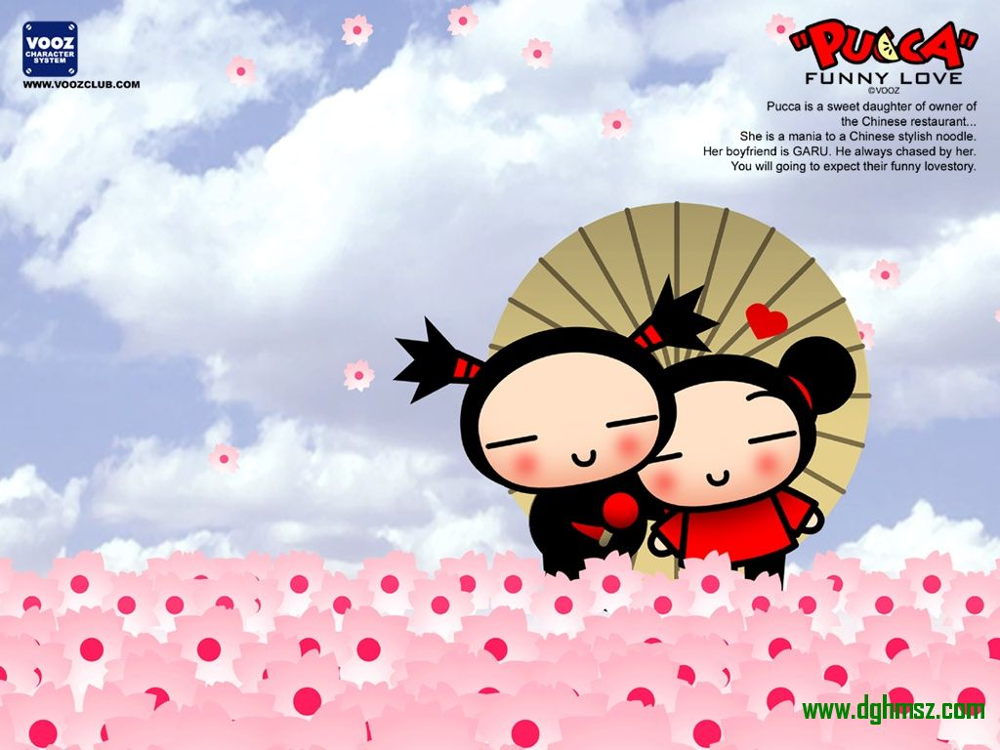 VOOZ
CHARACTER
SYSTEM
WWW.VOOZCLUB.COM
"PUCCA"
FUNNY LOVE
©VOOZ
Pucca is a sweet daughter of owner of
the Chinese restaurant...
She is a mania to a Chinese stylish noodle.
Her boyfriend is GARU. He always chased by her.
You will going to expect their funny lovestory.
www.dghmsz.com